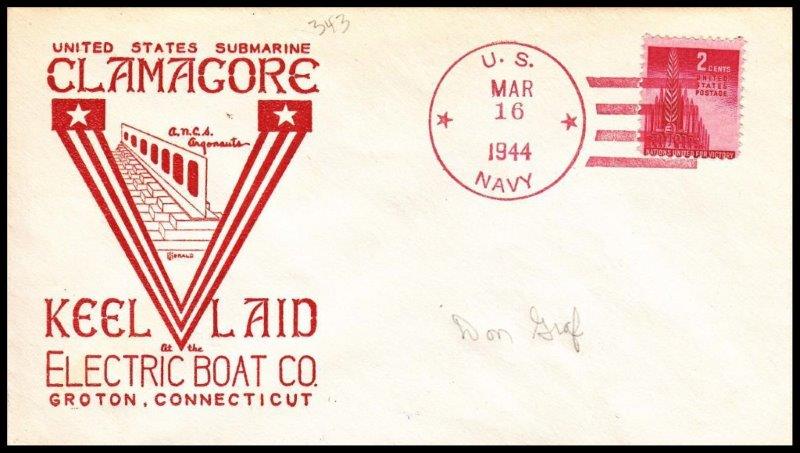 343
UNITED STATES SUBMARINE
CLAMAGORE
A.N.C.S.
Argonauts
KEEL LAID
At the
ELECTRIC BOAT CO.
GROTON, CONNECTICUT
U. S.
MAR
16
1944
NAVY
2 CENTS
UNITED
STATES
POSTAGE
Don Graf